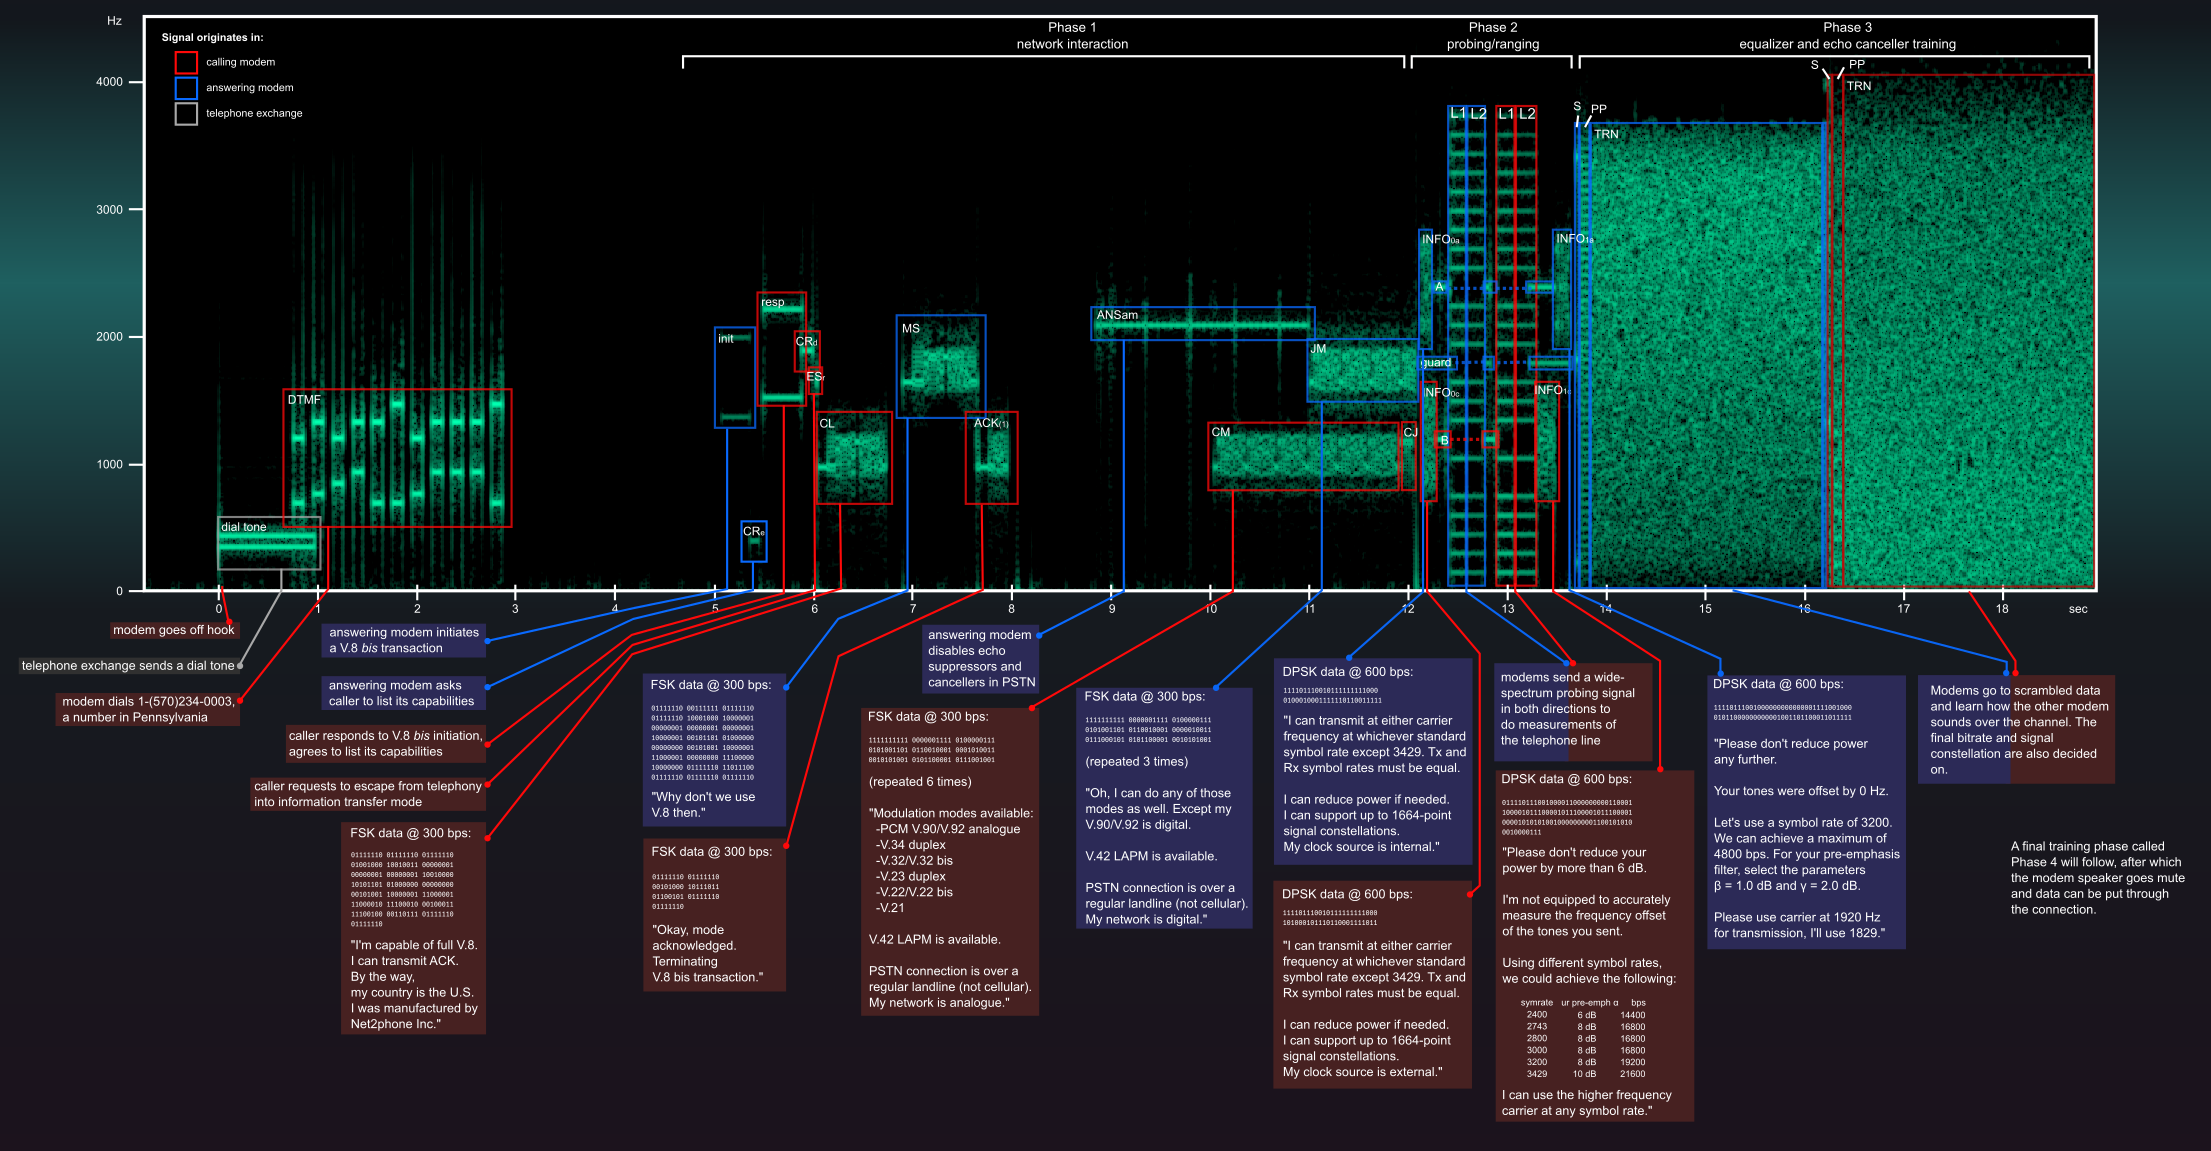 Hz
Signal originates in:
calling modem
answering modem
telephone exchange
Phase 1
network interaction
Phase 2
probing/ranging
Phase 3
equalizer and echo canceller training
4000
3000
2000
1000
0
S
PP
TRN
S
PP
TRN
L1
L2
L1
L2
INFO0a
INFO1a
A
guard
INFO0c
INFO1c
B
dial tone
DTMF
init
resp
CRd
ESr
CRe
CL
MS
ACK(1)
ANSam
JM
CM
CJ
0 1 2 3 4 5 6 7 8 9 10 11 12 13 14 15 16 17 18 sec
modem goes off hook
telephone exchange sends a dial tone
modem dials 1-(570)234-0003,
a number in Pennsylvania
answering modem initiates
a V.8 bis transaction
answering modem asks
caller to list its capabilities
caller responds to V.8 bis initiation,
agrees to list its capabilities
caller requests to escape from telephony
into information transfer mode
FSK data @ 300 bps:
01111110 01111110 01111110
01001000 10010011 00000001
00000001 00000001 10010000
10101101 01000000 00000000
00101001 10000001 11000001
11000010 11100010 00100011
11100100 00110111 01111110
01111110
"I'm capable of full V.8.
I can transmit ACK.
By the way,
my country is the U.S.
I was manufactured by
Net2phone Inc."
FSK data @ 300 bps:
01111110 00111111 01111110
01111110 10001000 10000001
00000001 00000001 00000001
10000001 00101101 01000000
00000000 00101001 10000001
11000001 00000000 11100000
10000000 01111110 11011100
01111110 01111110 01111110
"Why don't we use
V.8 then."
FSK data @ 300 bps:
01111110 01111110
00101000 10111011
01100101 01111110
01111110
"Okay, mode
acknowledged.
Terminating
V.8 bis transaction."
answering modem
disables echo
suppressors and
cancellers in PSTN
FSK data @ 300 bps:
1111111111 0000001111 0100000111
0101001101 0110010001 0001010011
0010101001 0101100001 0111001001
(repeated 6 times)
"Modulation modes available:
-PCM V.90/V.92 analogue
-V.34 duplex
-V.32/V.32 bis
-V.23 duplex
-V.22/V.22 bis
-V.21
V.42 LAPM is available.
PSTN connection is over a
regular landline (not cellular).
My network is analogue."
FSK data @ 300 bps:
1111111111 0000001111 0100000111
0101001101 0110010001 0000010011
0111000101 0101100001 0010101001
(repeated 3 times)
"Oh, I can do any of those
modes as well. Except my
V.90/V.92 is digital.
V.42 LAPM is available.
PSTN connection is over a
regular landline (not cellular).
My network is digital."
DPSK data @ 600 bps:
"I can transmit at either carrier
frequency at whichever standard
symbol rate except 3429. Tx and
Rx symbol rates must be equal.
I can reduce power if needed.
I can support up to 1664-point
signal constellations.
My clock source is internal."
DPSK data @ 600 bps:
"I can transmit at either carrier
frequency at whichever standard
symbol rate except 3429. Tx and
Rx symbol rates must be equal.
I can reduce power if needed.
I can support up to 1664-point
signal constellations.
My clock source is external."
modems send a wide-
spectrum probing signal
in both directions to
do measurements of
the telephone line
DPSK data @ 600 bps:
0010000111
"Please don't reduce your
power by more than 6 dB.
I'm not equipped to accurately
measure the frequency offset
of the tones you sent.
Using different symbol rates,
we could achieve the following:
symrate ur pre-emph α bps
2400 6 dB 14400
2743 8 dB 16800
2800 8 dB 16800
3000 8 dB 16800
3200 8 dB 19200
3429 10 dB 21600
I can use the higher frequency
carrier at any symbol rate."
DPSK data @ 600 bps:
"Please don't reduce power
any further.
Your tones were offset by 0 Hz.
Let's use a symbol rate of 3200.
We can achieve a maximum of
4800 bps. For your pre-emphasis
filter, select the parameters
β = 1.0 dB and γ = 2.0 dB.
Please use carrier at 1920 Hz
for transmission, I'll use 1829."
Modems go to scrambled data
and learn how the other modem
sounds over the channel. The
final bitrate and signal
constellation are also decided
on.
A final training phase called
Phase 4 will follow, after which
the modem speaker goes mute
and data can be put through
the connection.